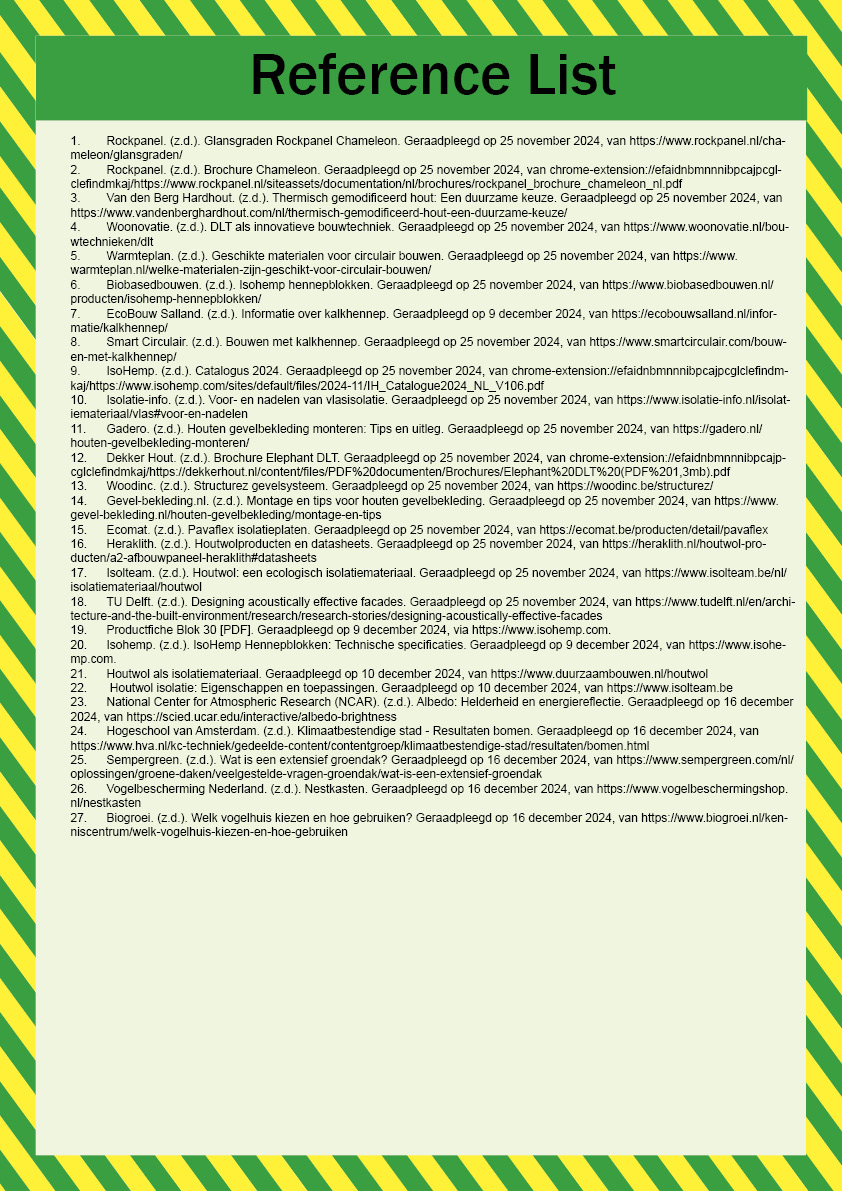 Reference List
1. Rockpanel. (z.d.). Glansgraden Rockpanel Chameleon. Geraadpleegd op 25 november 2024, van https://www.rockpanel.nl/cha-
meleon/glansgraden/
2. Rockpanel. (z.d.). Brochure Chameleon. Geraadpleegd op 25 november 2024, van chrome-extension://efaidnbmnnnibpcajpcgl-
clefindmkaj/https://www.rockpanel.nl/siteassets/documentation/nl/brochures/rockpanel_brochure_chameleon_nl.pdf
3. Van den Berg Hardhout. (z.d.). Thermisch gemodificeerd hout: Een duurzame keuze. Geraadpleegd op 25 november 2024, van
https://www.vandenberghardhout.com/nl/thermisch-gemodificeerd-hout-een-duurzame-keuze/
4. Woonovatie. (z.d.). DLT als innovatieve bouwtechniek. Geraadpleegd op 25 november 2024, van https://www.woonovatie.nl/bou-
wtechnieken/dlt
5. Warmteplan. (z.d.). Geschikte materialen voor circulair bouwen. Geraadpleegd op 25 november 2024, van https://www.
warmteplan.nl/welke-materialen-zijn-geschikt-voor-circulair-bouwen/
6. Biobasedbouwen. (z.d.). Isohemp hennepblokken. Geraadpleegd op 25 november 2024, van https://www.biobasedbouwen.nl/
producten/isohemp-hennepblokken/
7. EcoBouw Salland. (z.d.). Informatie over kalkhennep. Geraadpleegd op 9 december 2024, van https://ecobouwsalland.nl/infor-
matie/kalkhennep/
8. Smart Circulair. (z.d.). Bouwen met kalkhennep. Geraadpleegd op 25 november 2024, van https://www.smartcirculair.com/bouw-
en-met-kalkhennep/
9. IsoHemp. (z.d.). Catalogus 2024. Geraadpleegd op 25 november 2024, van chrome-extension://efaidnbmnnnibpcajpcglclefindm-
kaj/https://www.isohemp.com/sites/default/files/2024-11/IH_Catalogue2024_NL_V106.pdf
10. Isolatie-info. (z.d.). Voor- en nadelen van vlasisolatie. Geraadpleegd op 25 november 2024, van https://www.isolatie-info.nl/isolat-
iemateriaal/vlas#voor-en-nadelen
11. Gadero. (z.d.). Houten gevelbekleding monteren: Tips en uitleg. Geraadpleegd op 25 november 2024, van https://gadero.nl/
houten-gevelbekleding-monteren/
12. Dekker Hout. (z.d.). Brochure Elephant DLT. Geraadpleegd op 25 november 2024, van chrome-extension://efaidnbmnnnibpcajp-
cglclefindmkaj/https://dekkerhout.nl/content/files/PDF%20documenten/Brochures/Elephant%20DLT%20(PDF%201,3mb).pdf
13. Woodinc. (z.d.). Structurez gevelsysteem. Geraadpleegd op 25 november 2024, van https://woodinc.be/structurez/
14. Gevel-bekleding.nl. (z.d.). Montage en tips voor houten gevelbekleding. Geraadpleegd op 25 november 2024, van https://www.
gevel-bekleding.nl/houten-gevelbekleding/montage-en-tips
15. Ecomat. (z.d.). Pavaflex isolatieplaten. Geraadpleegd op 25 november 2024, van https://ecomat.be/producten/detail/pavaflex
16. Heraklith. (z.d.). Houtwolproducten en datasheets. Geraadpleegd op 25 november 2024, van https://heraklith.nl/houtwol-pro-
ducten/a2-afbouwpaneel-heraklith#datasheets
17. Isolteam. (z.d.). Houtwol: een ecologisch isolatiemateriaal. Geraadpleegd op 25 november 2024, van https://www.isolteam.be/nl/
isolatiemateriaal/houtwol
18. TU Delft. (z.d.). Designing acoustically effective facades. Geraadpleegd op 25 november 2024, van https://www.tudelft.nl/en/archi-
tecture-and-the-built-environment/research/research-stories/designing-acoustically-effective-facades
19. Productfiche Blok 30 [PDF]. Geraadpleegd op 9 december 2024, via https://www.isohemp.com.
20. Isohemp. (z.d.). IsoHemp Hennepblokken: Technische specificaties. Geraadpleegd op 9 december 2024, van https://www.isohe-
mp.com.
21. Houtwol als isolatiemateriaal. Geraadpleegd op 10 december 2024, van https://www.duurzaambouwen.nl/houtwol
22. Houtwol isolatie: Eigenschappen en toepassingen. Geraadpleegd op 10 december 2024, van https://www.isolteam.be
23. National Center for Atmospheric Research (NCAR). (z.d.). Albedo: Helderheid en energiereflectie. Geraadpleegd op 16 december
2024, van https://scied.ucar.edu/interactive/albedo-brightness
24. Hogeschool van Amsterdam. (z.d.). Klimaatbestendige stad - Resultaten bomen. Geraadpleegd op 16 december 2024, van
https://www.hva.nl/kc-techniek/gedeelde-content/contentgroep/klimaatbestendige-stad/resultaten/bomen.html
25. Sempergreen. (z.d.). Wat is een extensief groendak? Geraadpleegd op 16 december 2024, van https://www.sempergreen.com/nl/
oplossingen/groene-daken/veelgestelde-vragen-groendak/wat-is-een-extensief-groendak
26. Vogelbescherming Nederland. (z.d.). Nestkasten. Geraadpleegd op 16 december 2024, van https://www.vogelbeschermingshop.
nl/nestkasten
27. Biogroei. (z.d.). Welk vogelhuis kiezen en hoe gebruiken? Geraadpleegd op 16 december 2024, van https://www.biogroei.nl/ken-
niscentrum/welk-vogelhuis-kiezen-en-hoe-gebruiken